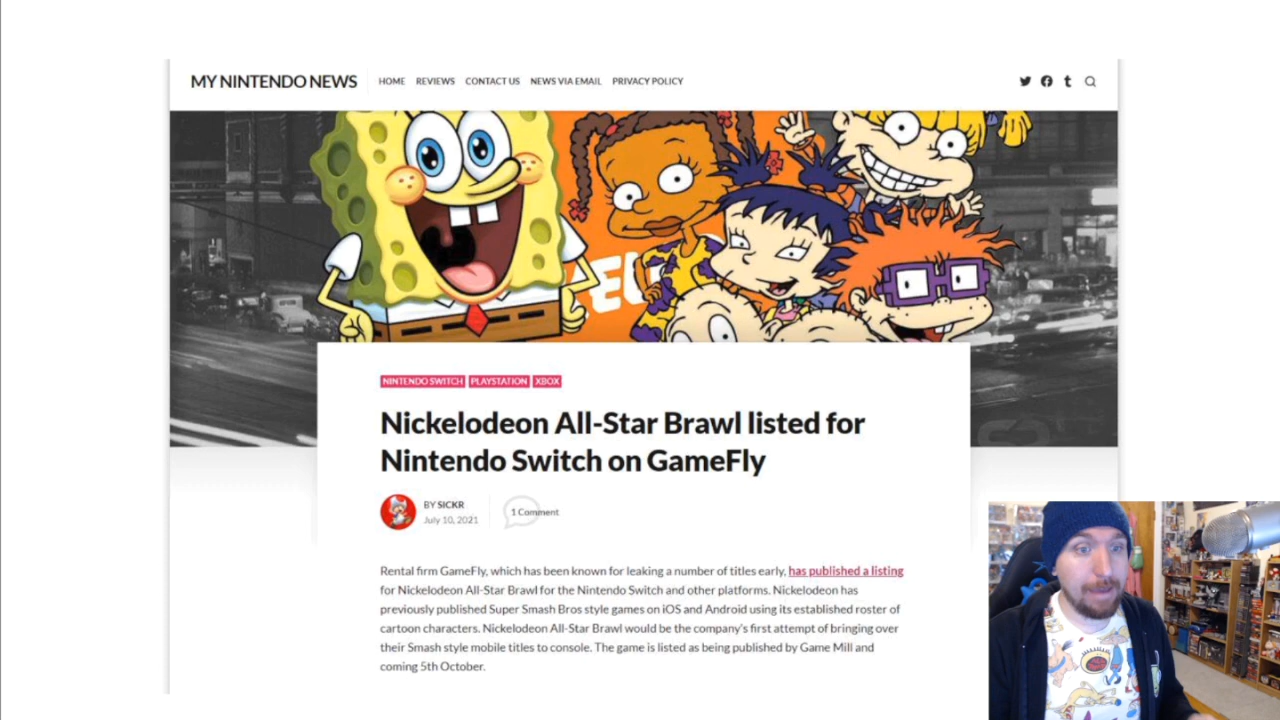 MY NINTENDO NEWS
HOME REVIEWS CONTACT US NEWS VIA EMAIL PRIVACY POLICY
NINTENDO SWITCH PLAYSTATION XBOX
Nickelodeon All-Star Brawl listed for
Nintendo Switch on GameFly
BY SICKR
July 10, 2021
1 Comment
Rental firm GameFly, which has been known for leaking a number of titles early, has published a listing
for Nickelodeon All-Star Brawl for the Nintendo Switch and other platforms. Nickelodeon has
previously published Super Smash Bros style games on iOS and Android using its established roster of
cartoon characters. Nickelodeon All-Star Brawl would be the company's first attempt of bringing over
their Smash style mobile titles to console. The game is listed as being published by Game Mill and
coming 5th October.